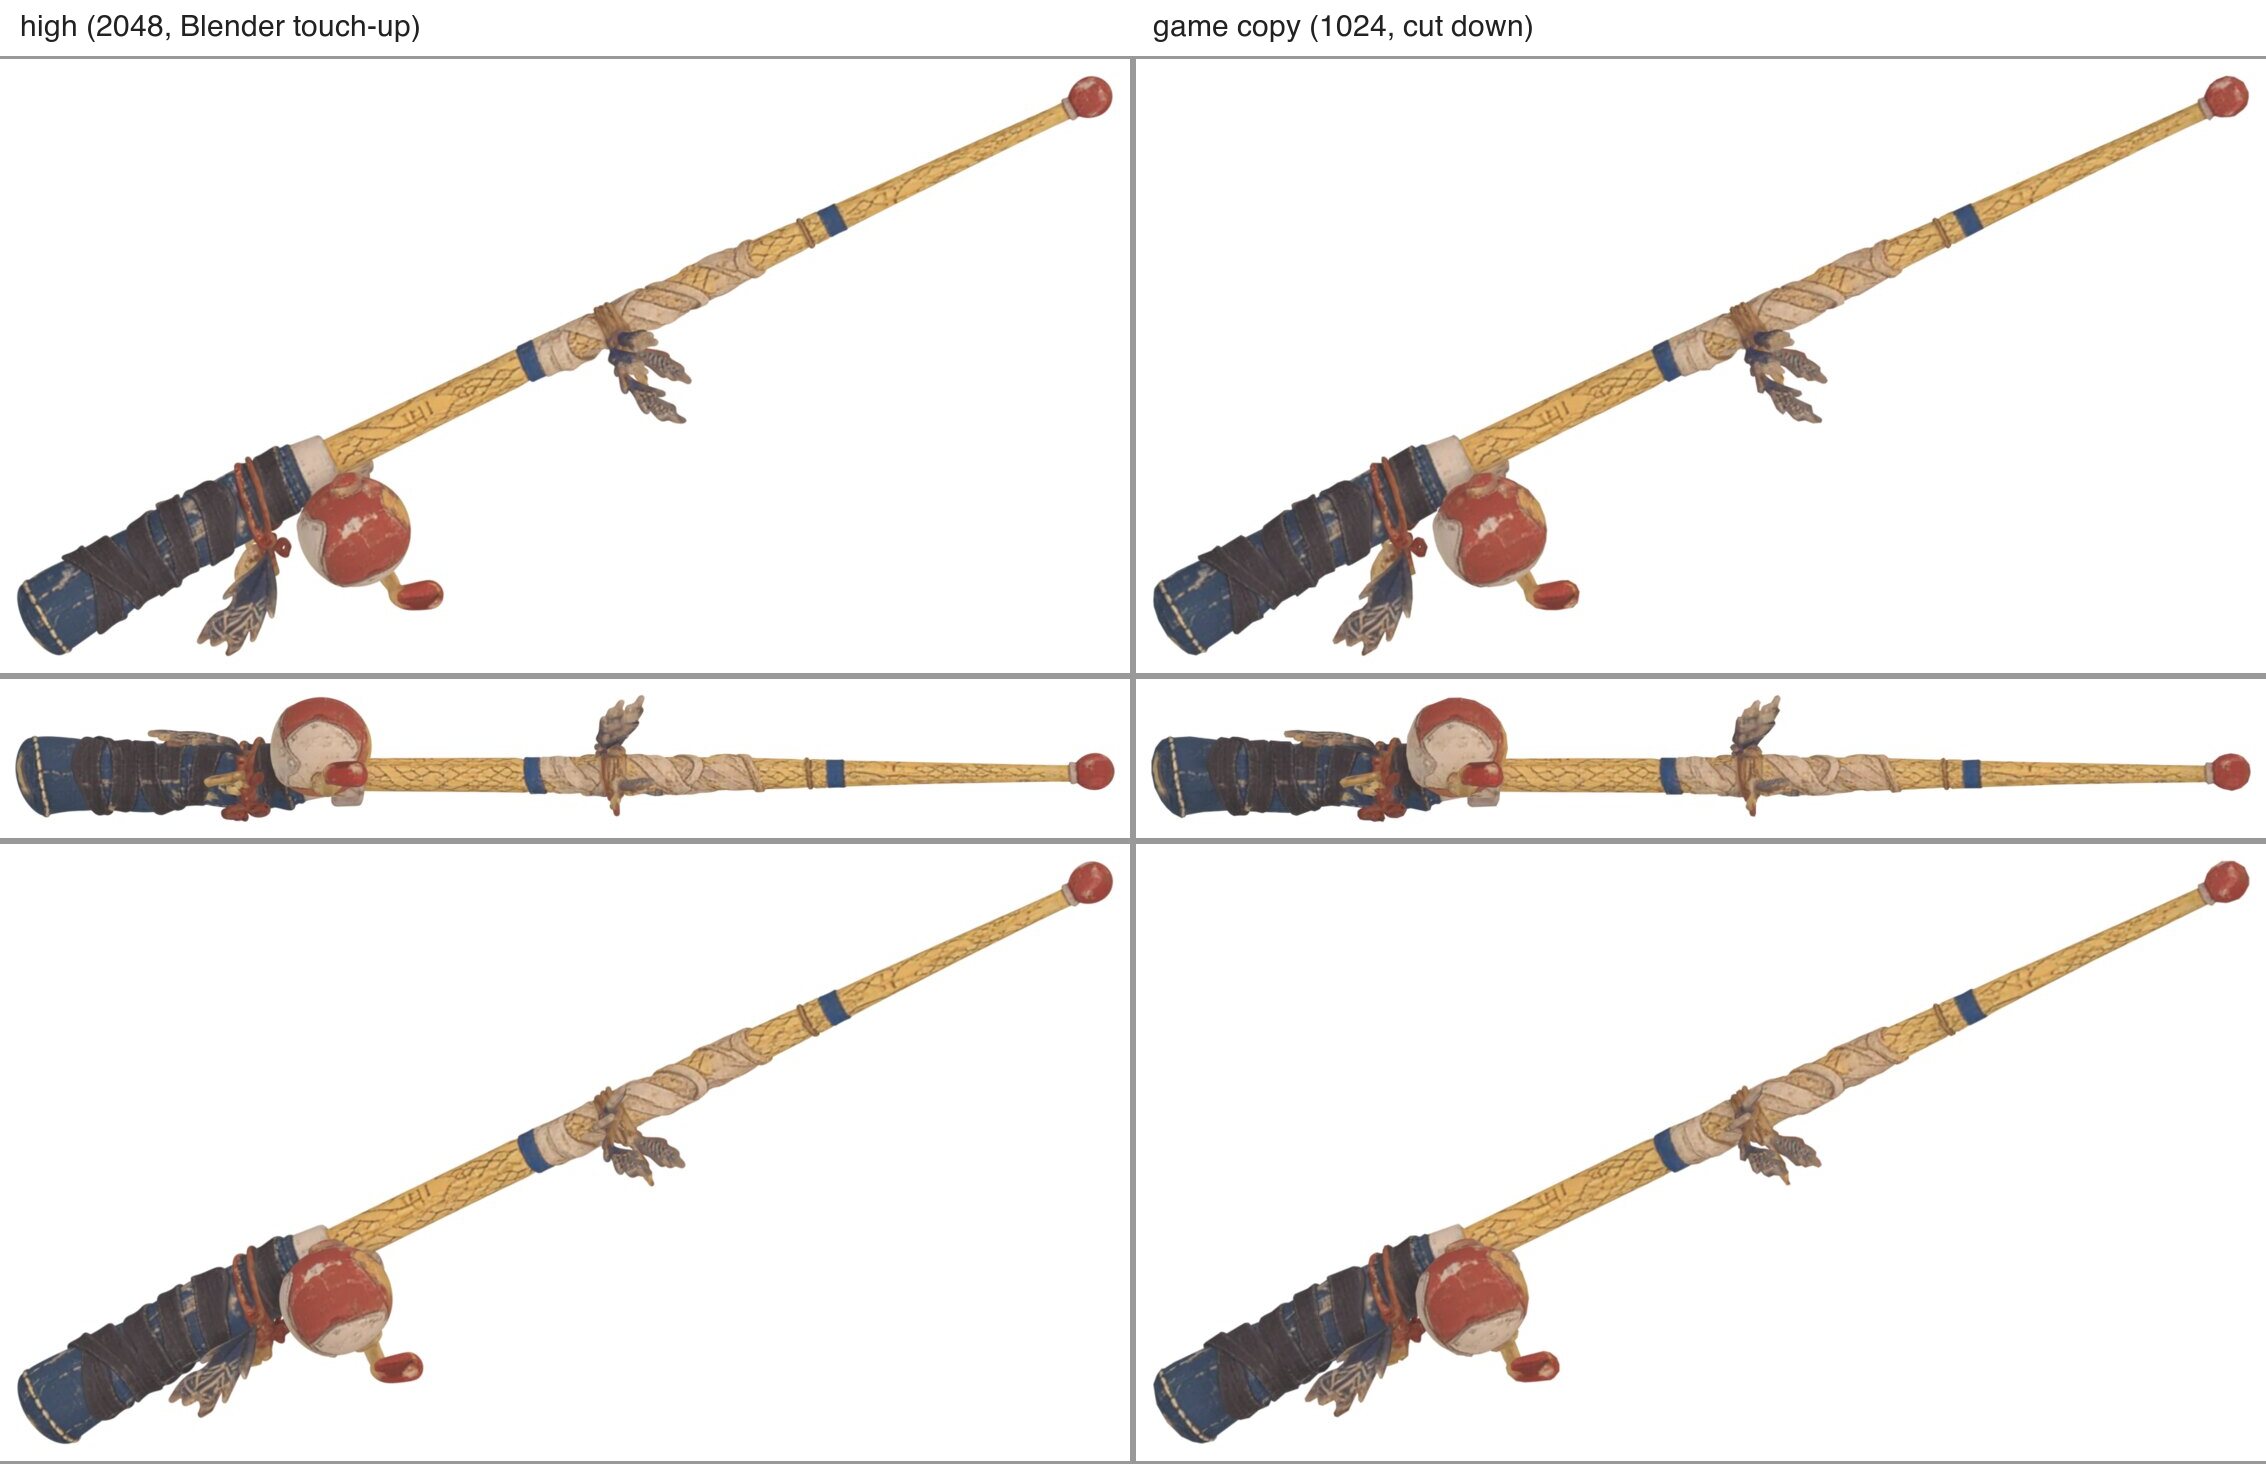 high (2048, Blender touch-up)
game copy (1024, cut down)